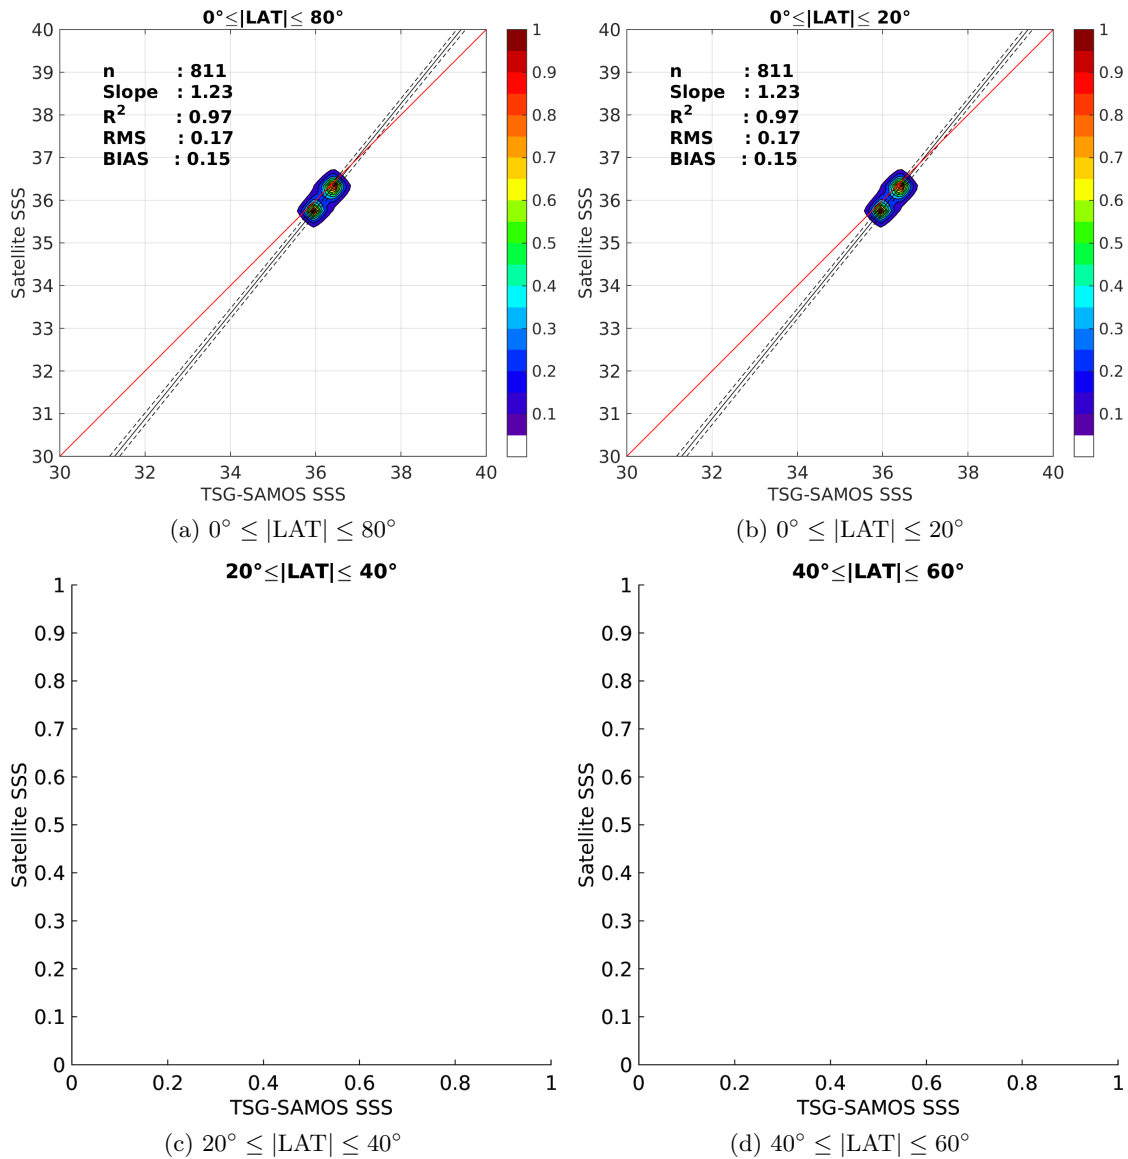 0°≤|LAT|≤ 80°
n : 811
Slope : 1.23
R² : 0.97
RMS : 0.17
BIAS : 0.15
40
39
38
37
36
35
34
33
32
31
30
Satellite SSS
30 32 34 36 38 40
TSG-SAMOS SSS
1
0.9
0.8
0.7
0.6
0.5
0.4
0.3
0.2
0.1
(a) 0° ≤ |LAT| ≤ 80°
0°≤|LAT|≤ 20°
n : 811
Slope : 1.23
R² : 0.97
RMS : 0.17
BIAS : 0.15
40
39
38
37
36
35
34
33
32
31
30
Satellite SSS
30 32 34 36 38 40
TSG-SAMOS SSS
1
0.9
0.8
0.7
0.6
0.5
0.4
0.3
0.2
0.1
(b) 0° ≤ |LAT| ≤ 20°
20°≤|LAT|≤ 40°
1
0.9
0.8
0.7
0.6
0.5
0.4
0.3
0.2
0.1
0
Satellite SSS
0 0.2 0.4 0.6 0.8 1
TSG-SAMOS SSS
(c) 20° ≤ |LAT| ≤ 40°
40°≤|LAT|≤ 60°
1
0.9
0.8
0.7
0.6
0.5
0.4
0.3
0.2
0.1
0
Satellite SSS
0 0.2 0.4 0.6 0.8 1
TSG-SAMOS SSS
(d) 40° ≤ |LAT| ≤ 60°